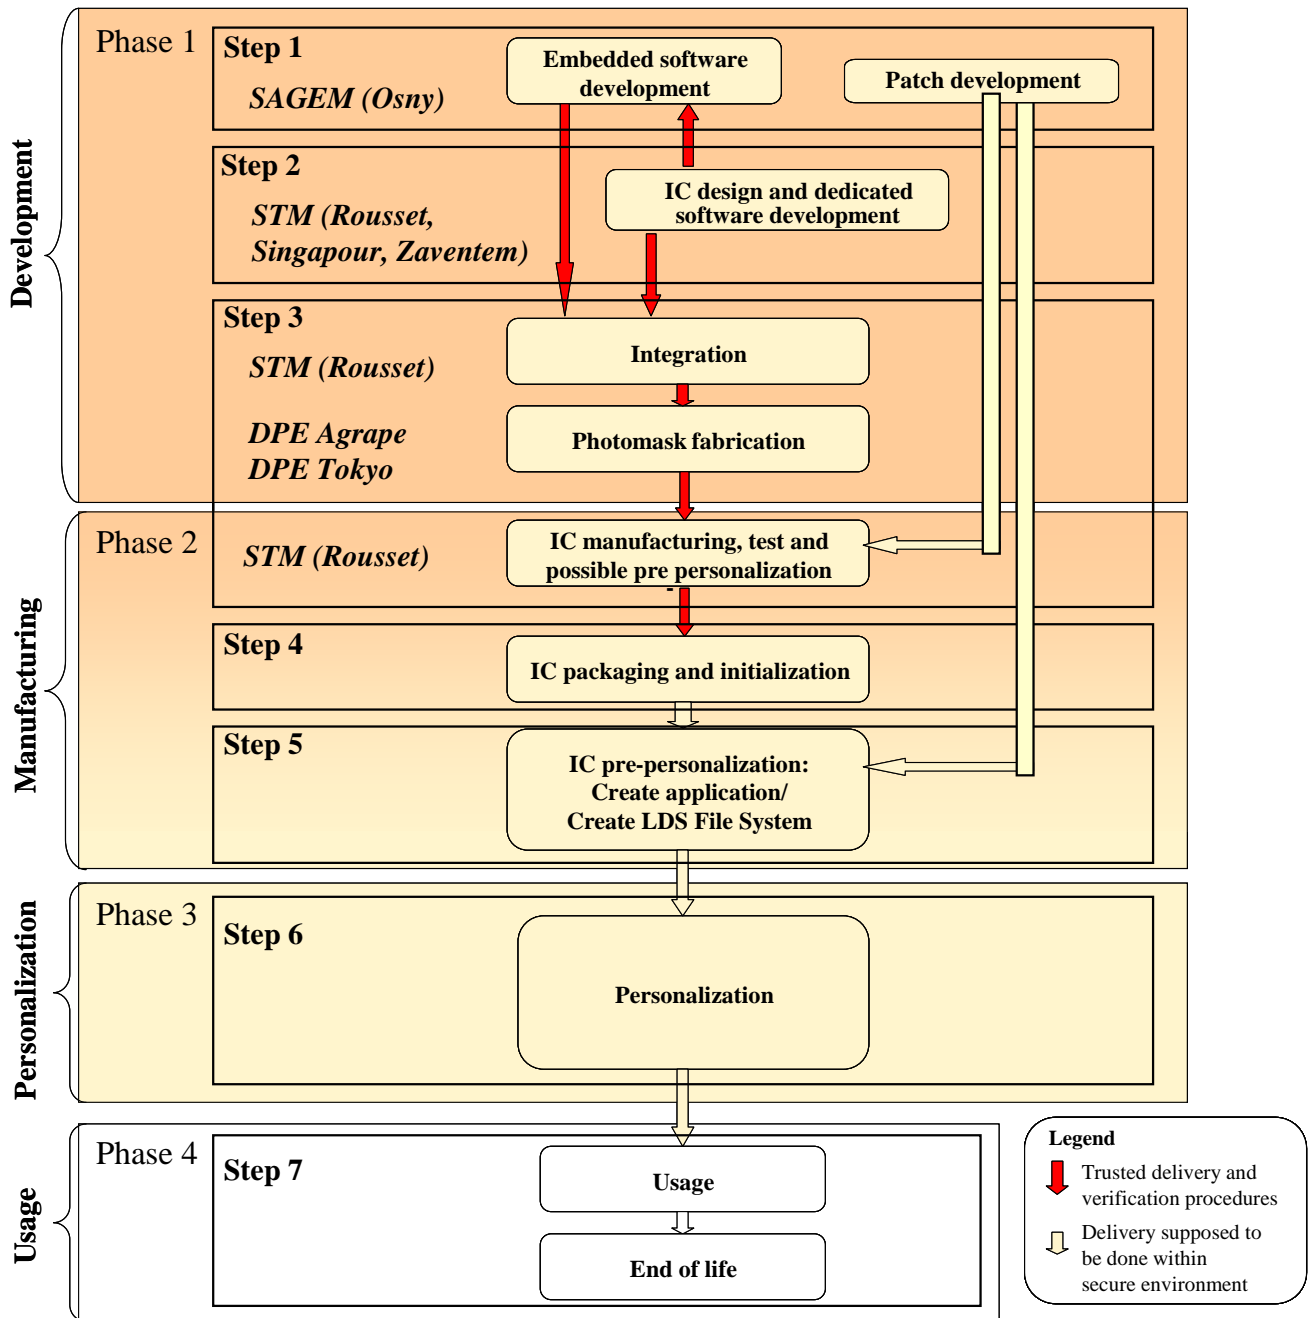 Development
Phase 1
Step 1
SAGEM (Osny)
Embedded software
development
Patch development
Step 2
STM (Rousset,
Singapour, Zaventem)
IC design and dedicated
software development
Step 3
STM (Rousset)
Integration
DPE Agrape
DPE Tokyo
Photomask fabrication
Manufacturing
Phase 2
STM (Rousset)
IC manufacturing, test and
possible pre personalization
-
Step 4
IC packaging and initialization
Step 5
IC pre-personalization:
Create application/
Create LDS File System
Personalization
Phase 3
Step 6
Personalization
Usage
Phase 4
Step 7
Usage
End of life
Legend
Trusted delivery and
verification procedures
Delivery supposed to
be done within
secure environment